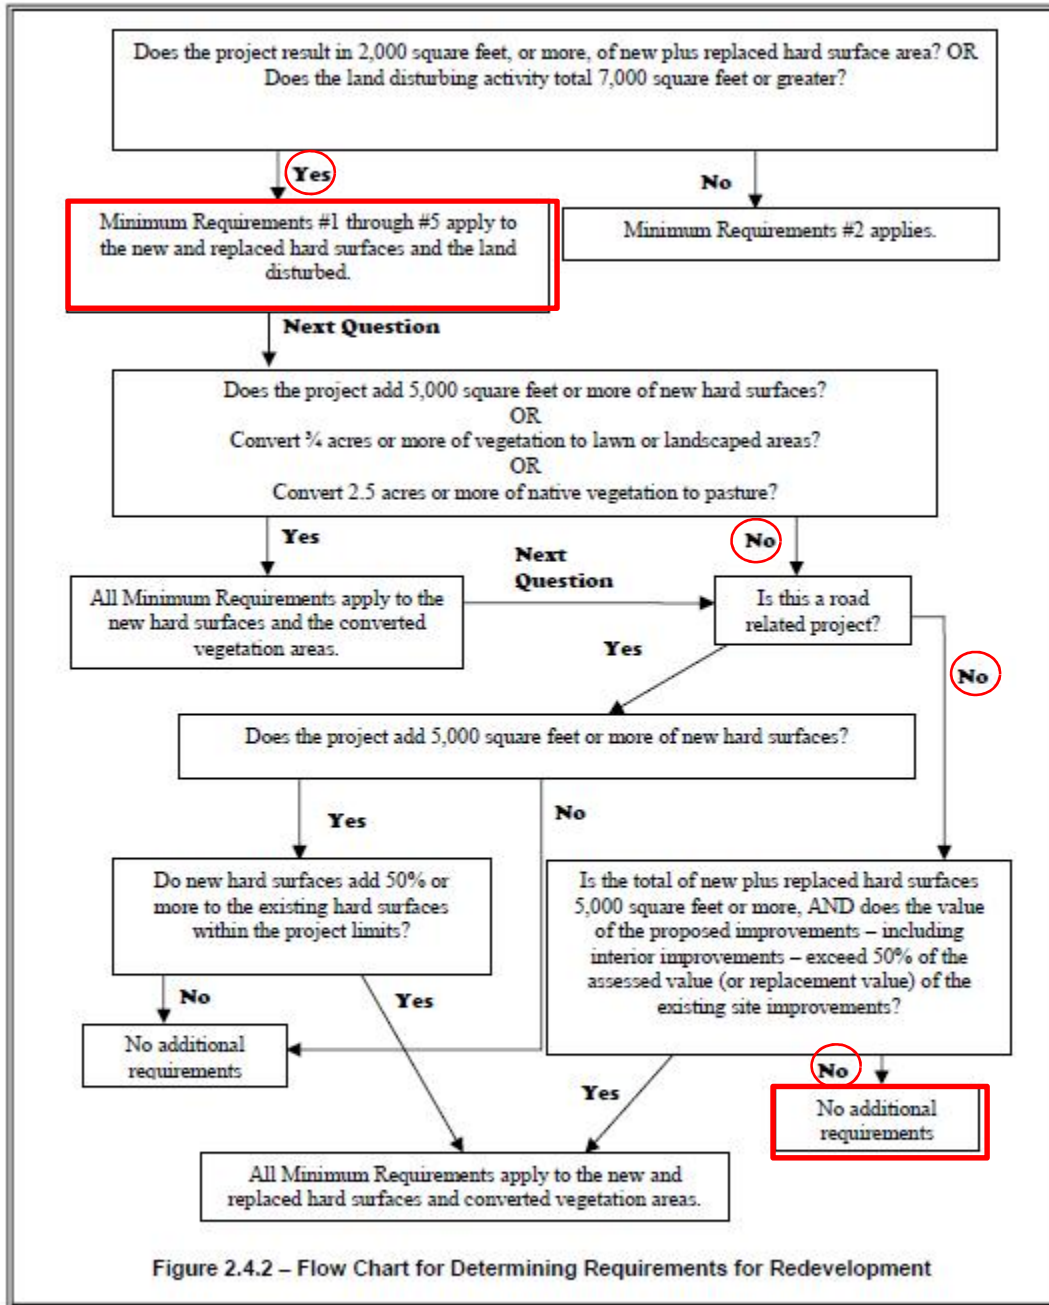 Does the project result in 2,000 square feet, or more, of new plus replaced hard surface area? OR
Does the land disturbing activity total 7,000 square feet or greater?
Yes
No
Minimum Requirements #1 through #5 apply to
the new and replaced hard surfaces and the land
disturbed.
Minimum Requirements #2 applies.
Next Question
Does the project add 5,000 square feet or more of new hard surfaces?
OR
Convert ¾ acres or more of vegetation to lawn or landscaped areas?
OR
Convert 2.5 acres or more of native vegetation to pasture?
Yes
No
Next
Question
All Minimum Requirements apply to the
new hard surfaces and the converted
vegetation areas.
Is this a road
related project?
Yes
No
Does the project add 5,000 square feet or more of new hard surfaces?
Yes
No
Do new hard surfaces add 50% or
more to the existing hard surfaces
within the project limits?
Is the total of new plus replaced hard surfaces
5,000 square feet or more, AND does the value
of the proposed improvements – including
interior improvements – exceed 50% of the
assessed value (or replacement value) of the
existing site improvements?
No
Yes
No additional
requirements
Yes
No
No additional
requirements
All Minimum Requirements apply to the new and
replaced hard surfaces and converted vegetation areas.
Figure 2.4.2 – Flow Chart for Determining Requirements for Redevelopment